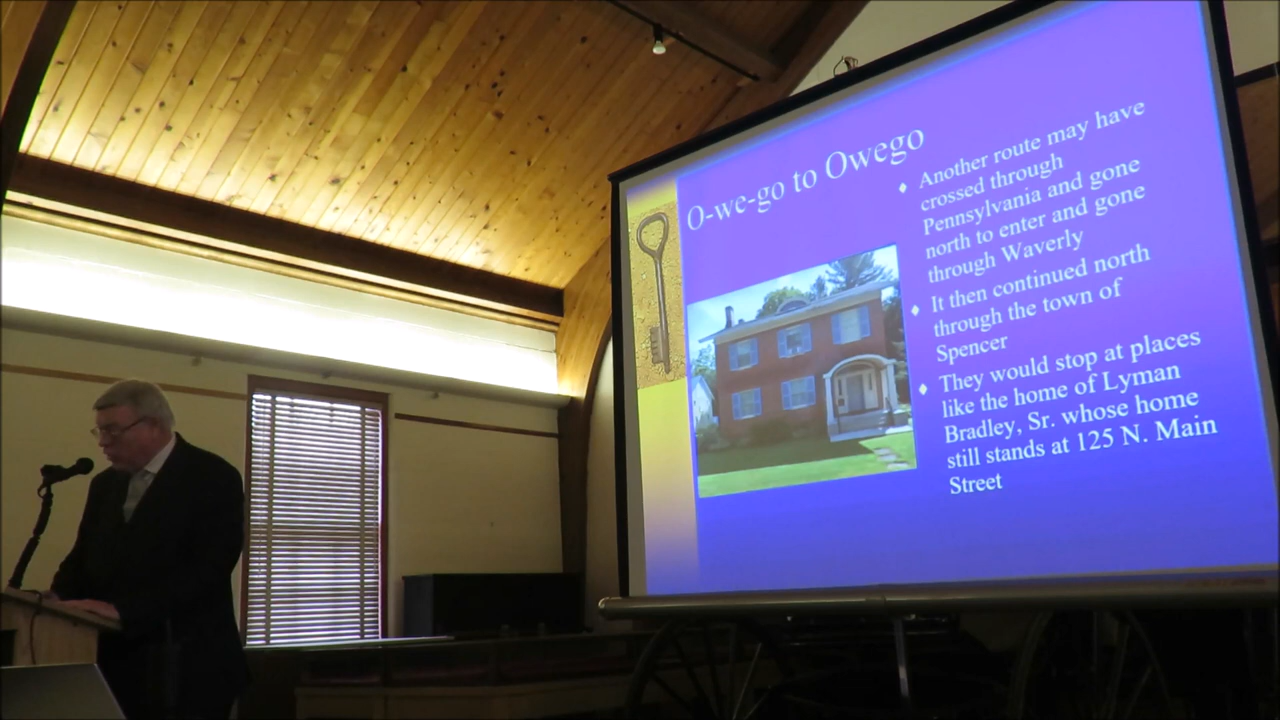 O-we-go to Owego
Another route may have
crossed through
Pennsylvania and gone
north to enter and gone
through Waverly
It then continued north
through the town of
Spencer
They would stop at places
like the home of Lyman
Bradley, Sr. whose home
still stands at 125 N. Main
Street